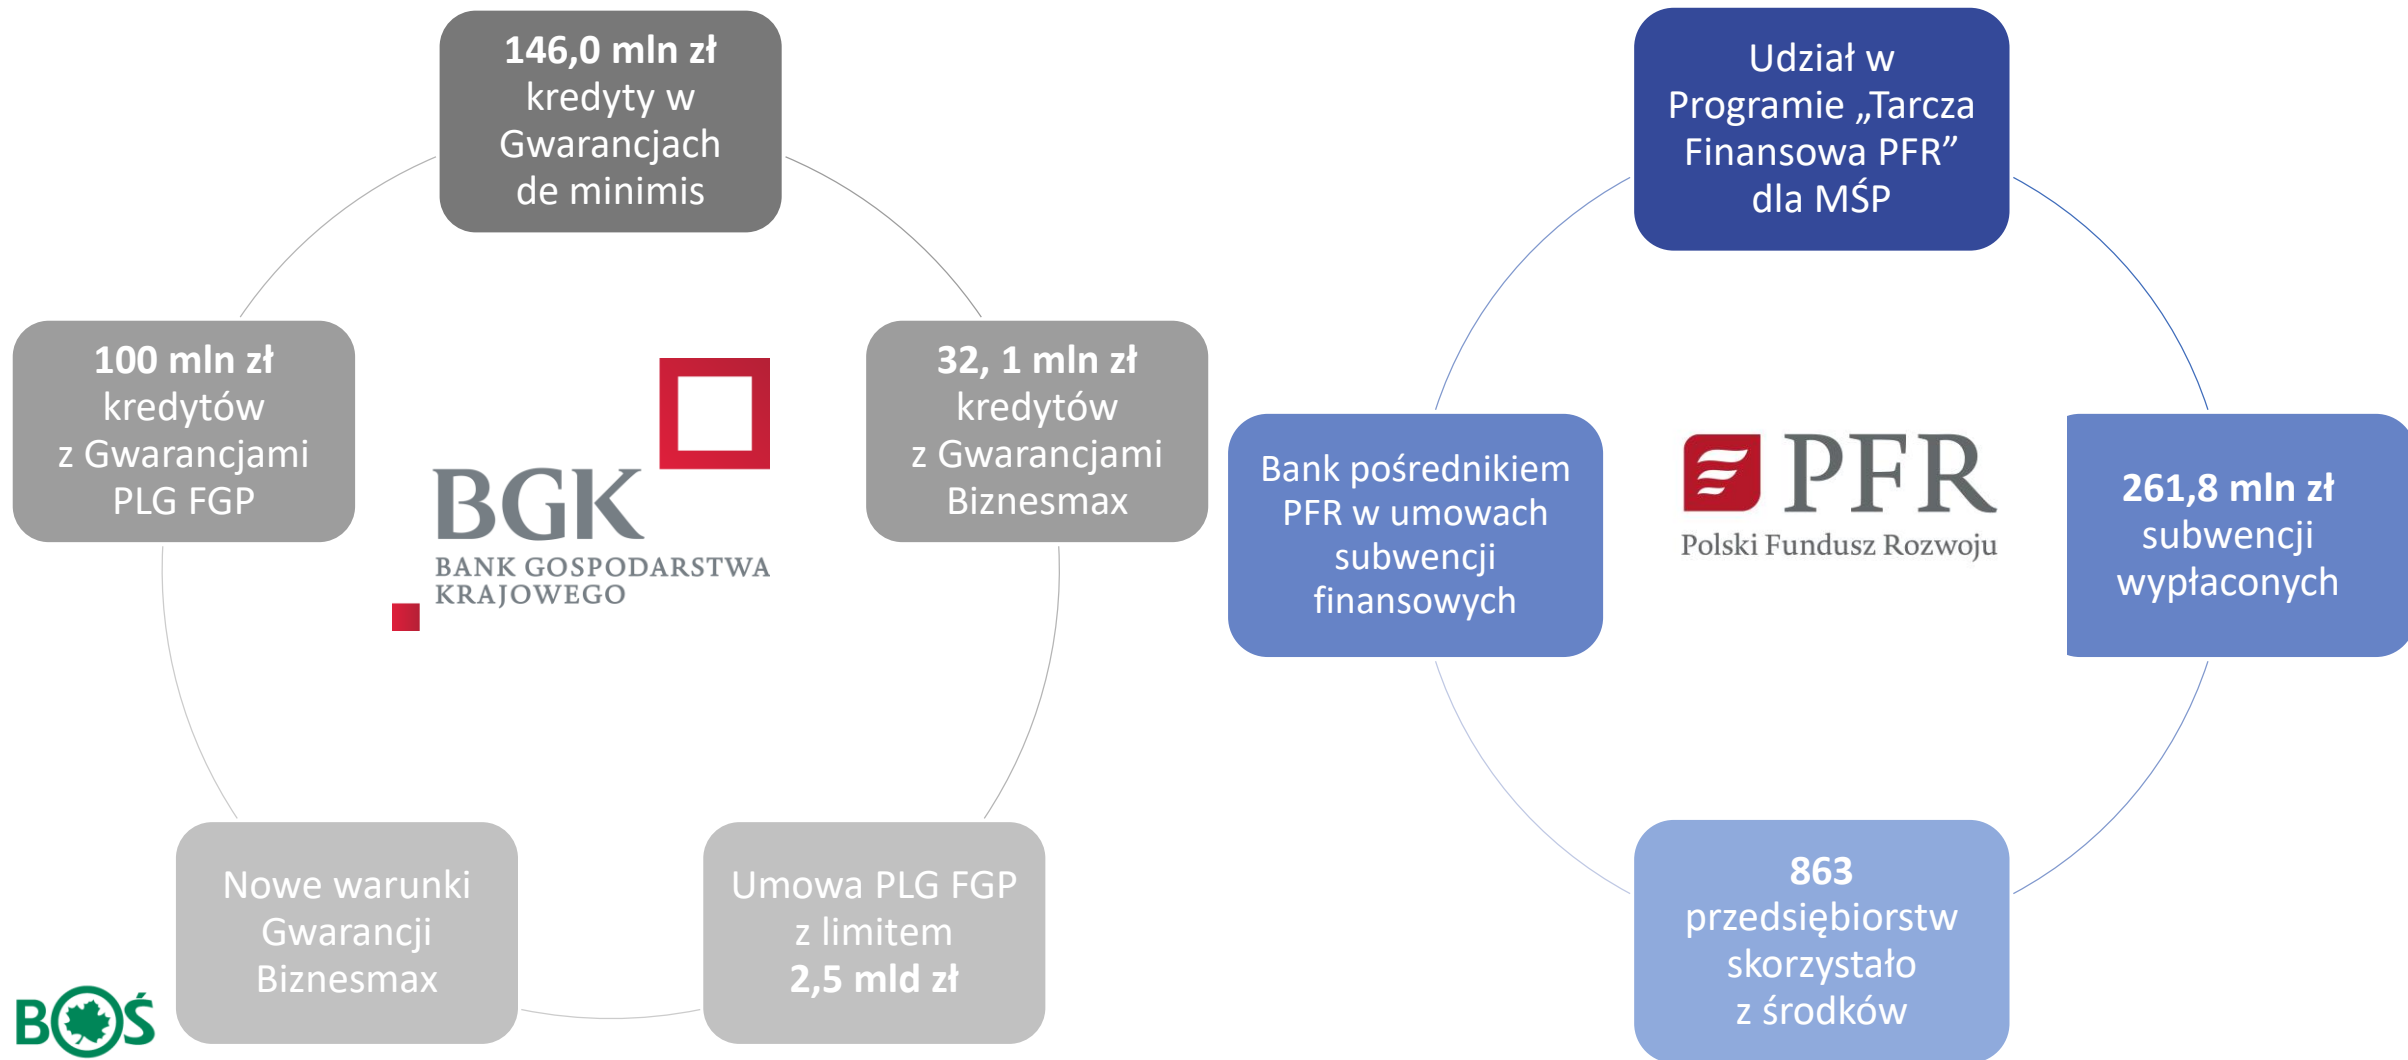 146,0 mln zł
kredyty w
Gwarancjach
de minimis
100 mln zł
kredytów
z Gwarancjami
PLG FGP
32, 1 mln zł
kredytów
z Gwarancjami
Biznesmax
BGK
BANK GOSPODARSTWA
KRAJOWEGO
Nowe warunki
Gwarancji
Biznesmax
Umowa PLG FGP
z limitem
2,5 mld zł
BOŚ
Udział w
Programie „Tarcza
Finansowa PFR”
dla MŚP
Bank pośrednikiem
PFR w umowach
subwencji
finansowych
PFR
Polski Fundusz Rozwoju
261,8 mln zł
subwencji
wypłaconych
863
przedsiębiorstw
skorzystało
z środków